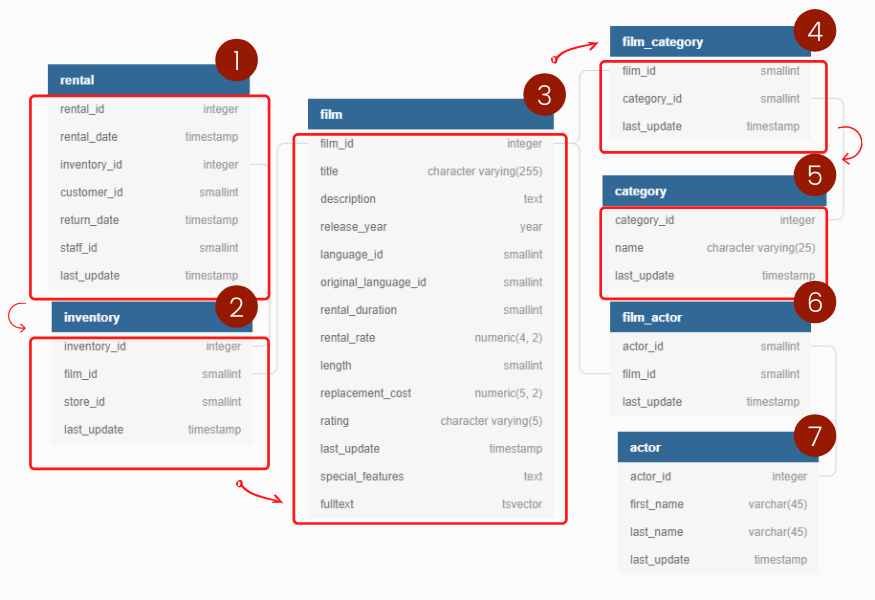 1
rental
rental_id integer
rental_date timestamp
inventory_id integer
customer_id smallint
return_date timestamp
staff_id smallint
last_update timestamp
2
inventory
inventory_id integer
film_id smallint
store_id smallint
last_update timestamp
3
film
film_id integer
title character varying(255)
description text
release_year year
language_id smallint
original_language_id smallint
rental_duration smallint
rental_rate numeric(4, 2)
length smallint
replacement_cost numeric(5, 2)
rating character varying(5)
last_update timestamp
special_features text
fulltext tsvector
4
film_category
film_id smallint
category_id smallint
last_update timestamp
5
category
category_id integer
name character varying(25)
last_update timestamp
6
film_actor
actor_id smallint
film_id smallint
last_update timestamp
7
actor
actor_id integer
first_name varchar(45)
last_name varchar(45)
last_update timestamp